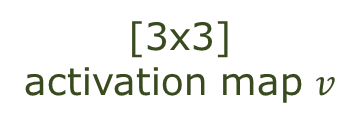 [3x3]
activation map 𝑣